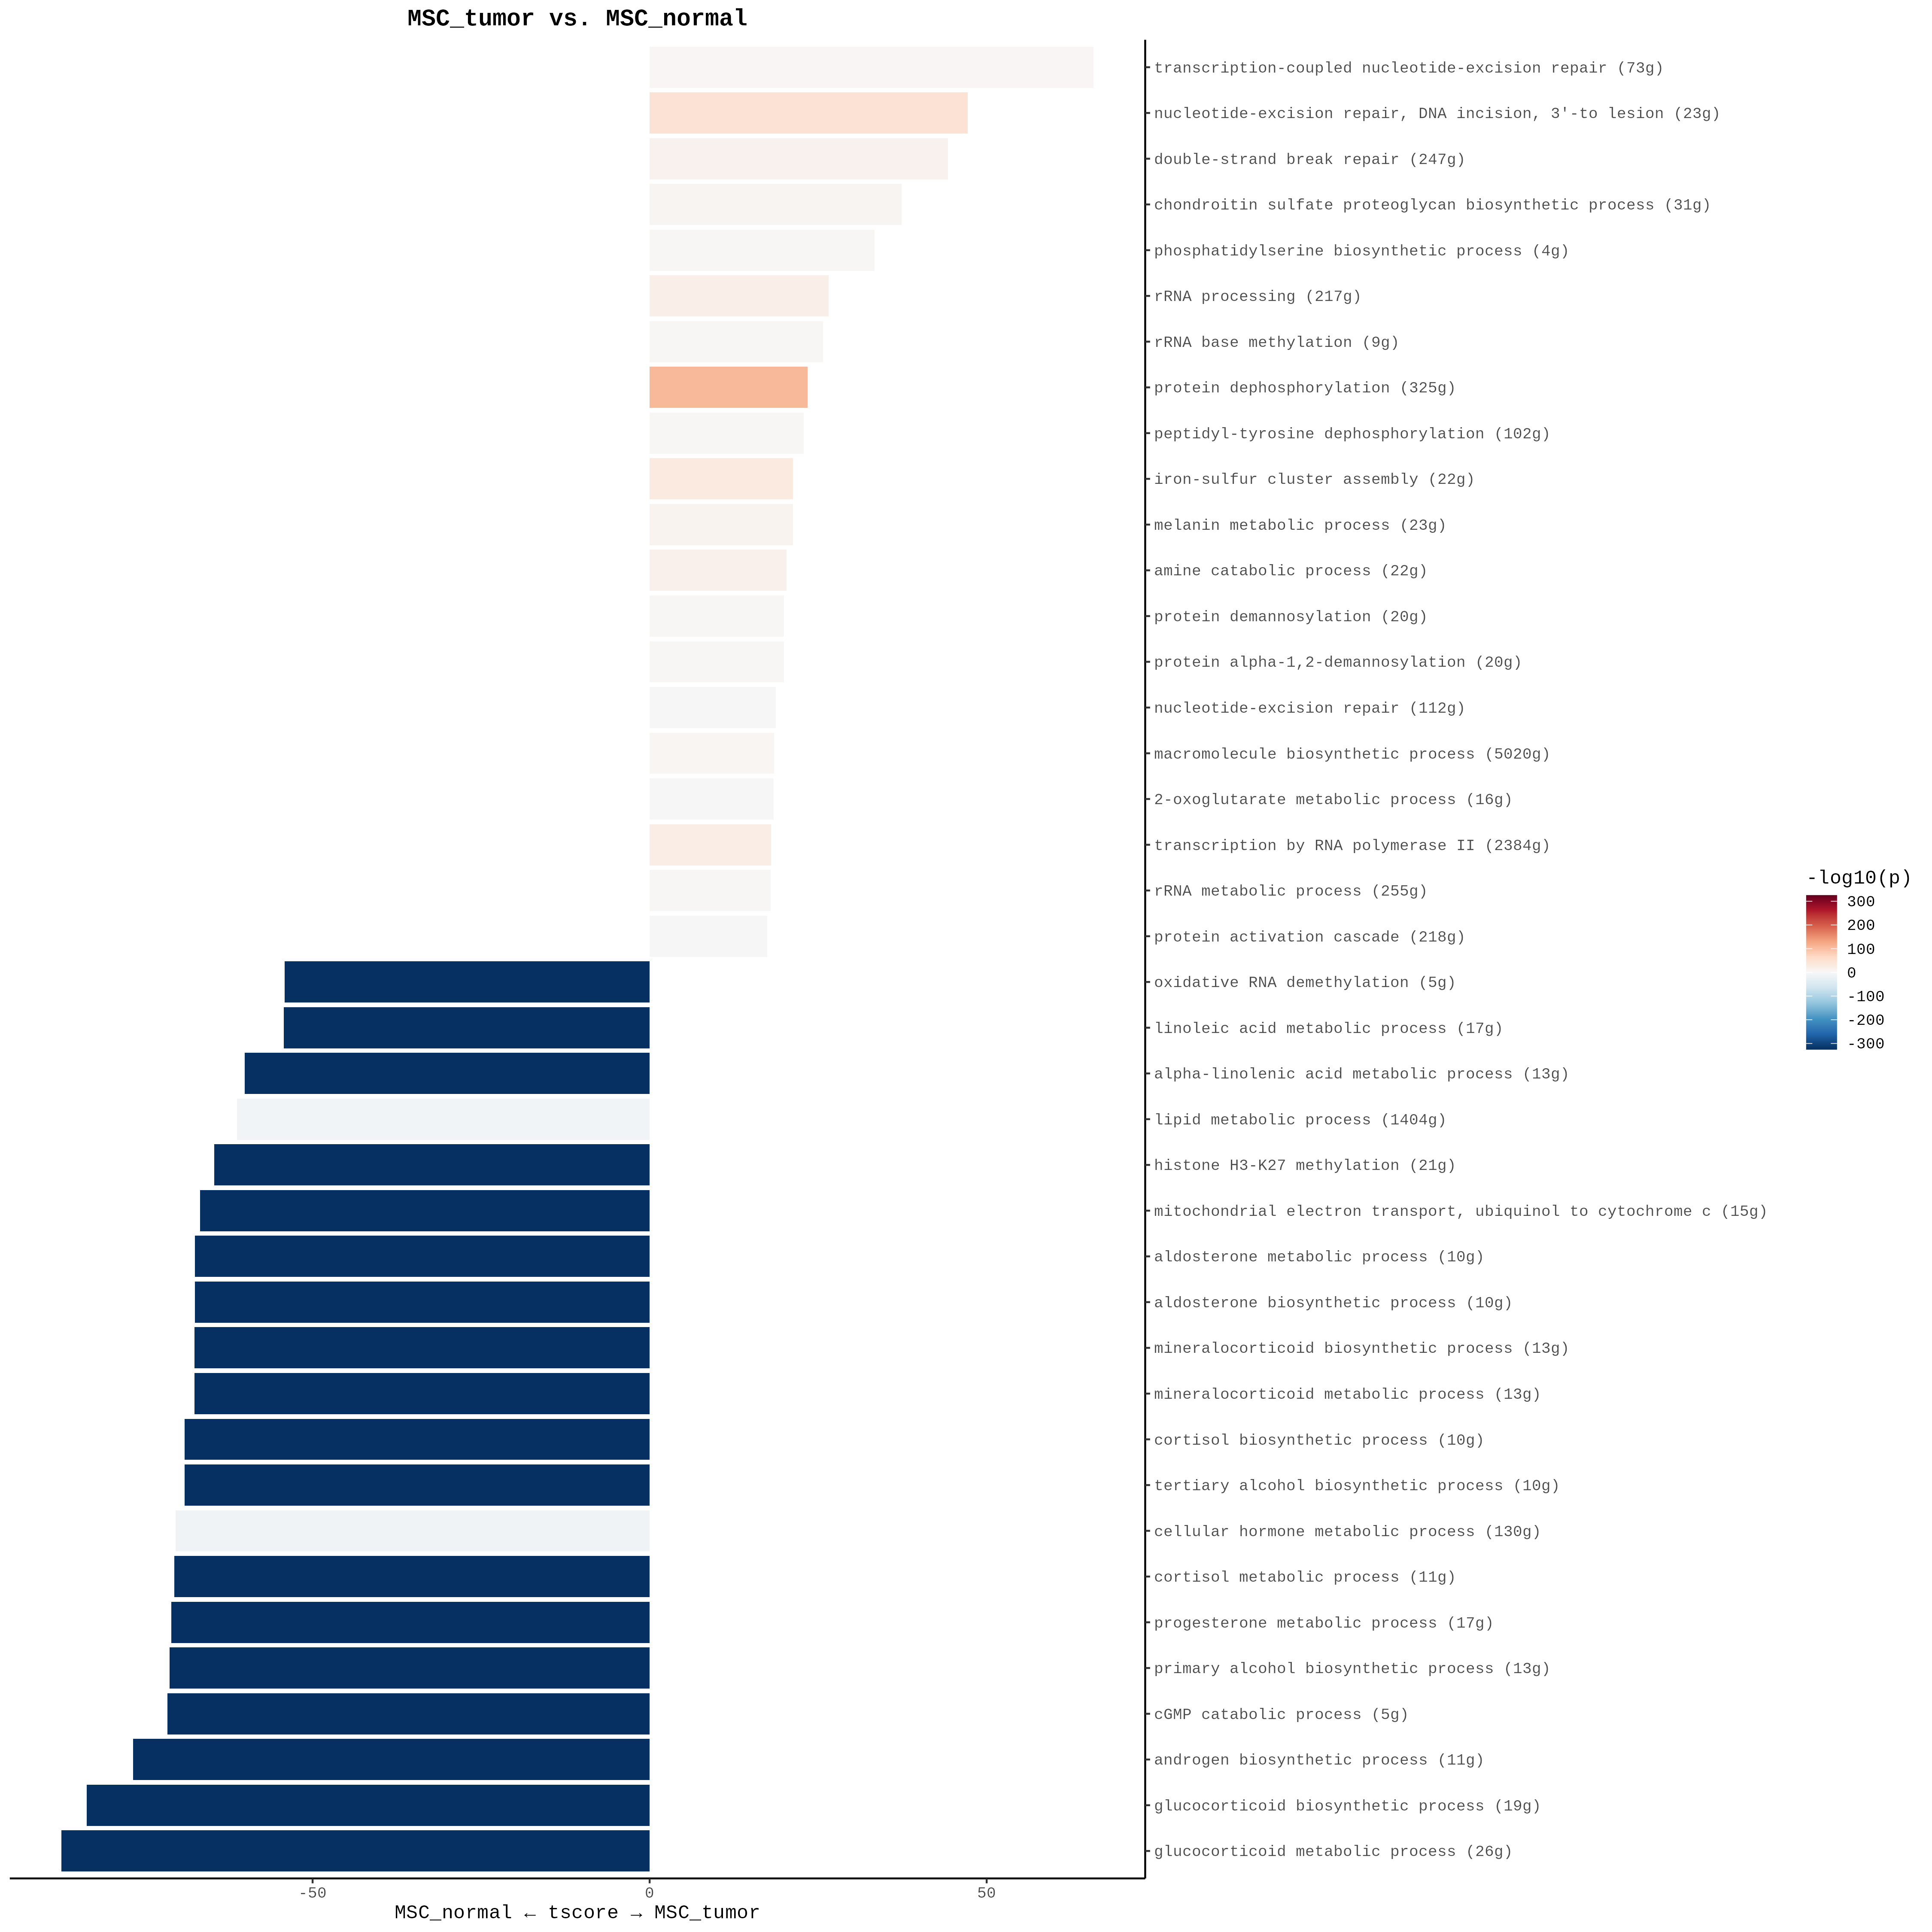 MSC_tumor vs. MSC_normal
transcription-coupled nucleotide-excision repair (73g)
nucleotide-excision repair, DNA incision, 3'-to lesion (23g)
double-strand break repair (247g)
chondroitin sulfate proteoglycan biosynthetic process (31g)
phosphatidylserine biosynthetic process (4g)
rRNA processing (217g)
rRNA base methylation (9g)
protein dephosphorylation (325g)
peptidyl-tyrosine dephosphorylation (102g)
iron-sulfur cluster assembly (22g)
melanin metabolic process (23g)
amine catabolic process (22g)
protein demannosylation (20g)
protein alpha-1,2-demannosylation (20g)
nucleotide-excision repair (112g)
macromolecule biosynthetic process (5020g)
2-oxoglutarate metabolic process (16g)
transcription by RNA polymerase II (2384g)
rRNA metabolic process (255g)
protein activation cascade (218g)
oxidative RNA demethylation (5g)
linoleic acid metabolic process (17g)
alpha-linolenic acid metabolic process (13g)
lipid metabolic process (1404g)
histone H3-K27 methylation (21g)
mitochondrial electron transport, ubiquinol to cytochrome c (15g)
aldosterone metabolic process (10g)
aldosterone biosynthetic process (10g)
mineralocorticoid biosynthetic process (13g)
mineralocorticoid metabolic process (13g)
cortisol biosynthetic process (10g)
tertiary alcohol biosynthetic process (10g)
cellular hormone metabolic process (130g)
cortisol metabolic process (11g)
progesterone metabolic process (17g)
primary alcohol biosynthetic process (13g)
cGMP catabolic process (5g)
androgen biosynthetic process (11g)
glucocorticoid biosynthetic process (19g)
glucocorticoid metabolic process (26g)
-50 0 50
MSC_normal ← tscore → MSC_tumor
-log10(p)
300
200
100
0
-100
-200
-300